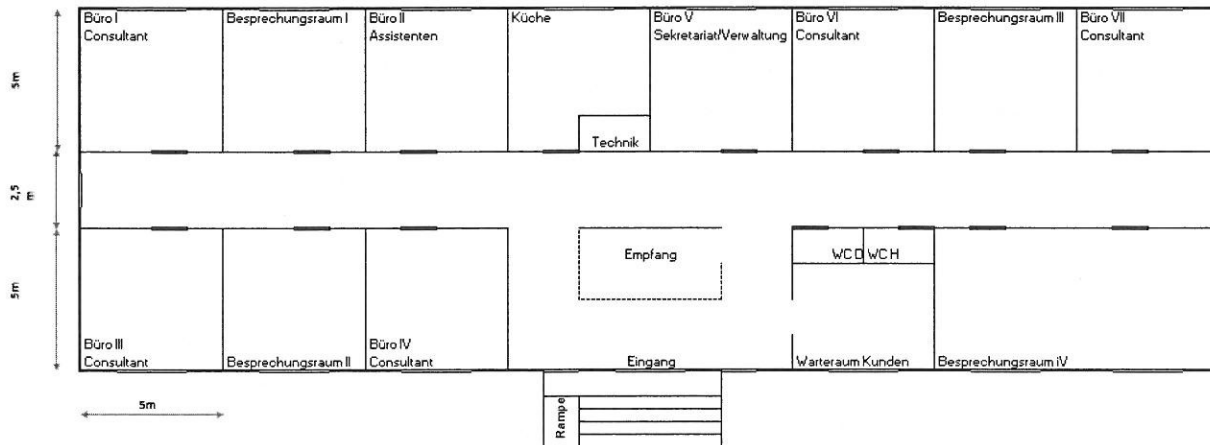 Büro I
Consultant
Besprechungsraum I
Büro II
Assistenten
Küche
Büro V
Sekretariat/Verwaltung
Büro VI
Consultant
Besprechungsraum III
Büro VII
Consultant
5m
Technik
2,5
m
Empfang
WC D
WC H
5m
Büro III
Consultant
Besprechungsraum II
Büro IV
Consultant
Eingang
Warteraum Kunden
Besprechungsraum iV
5m
Rampe